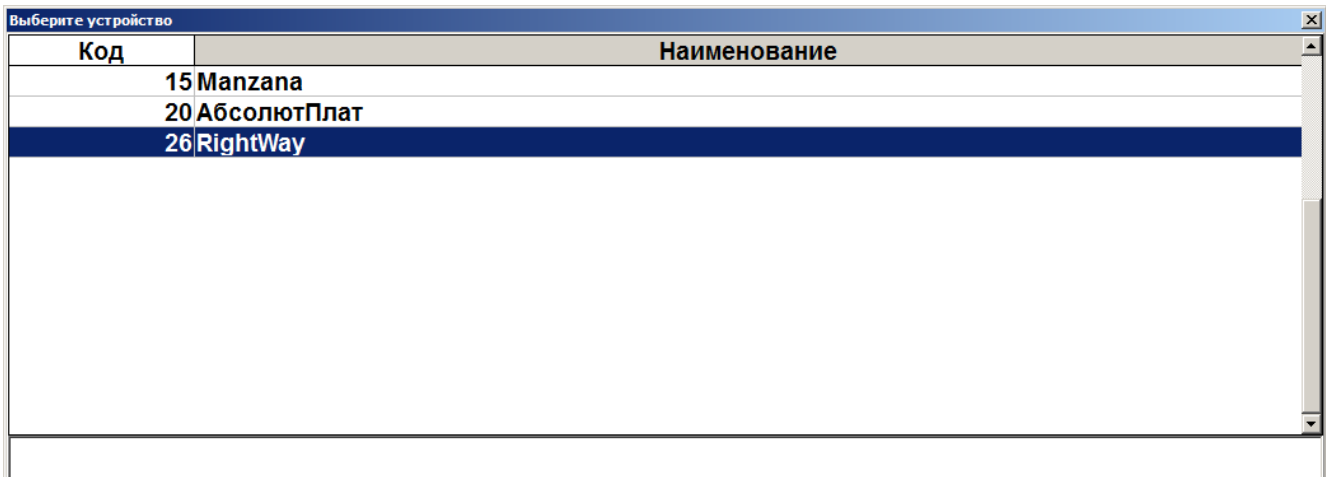 Выберите устройство
Код Наименование
15 Manzana
20 АбсолютПлат
26 RightWay